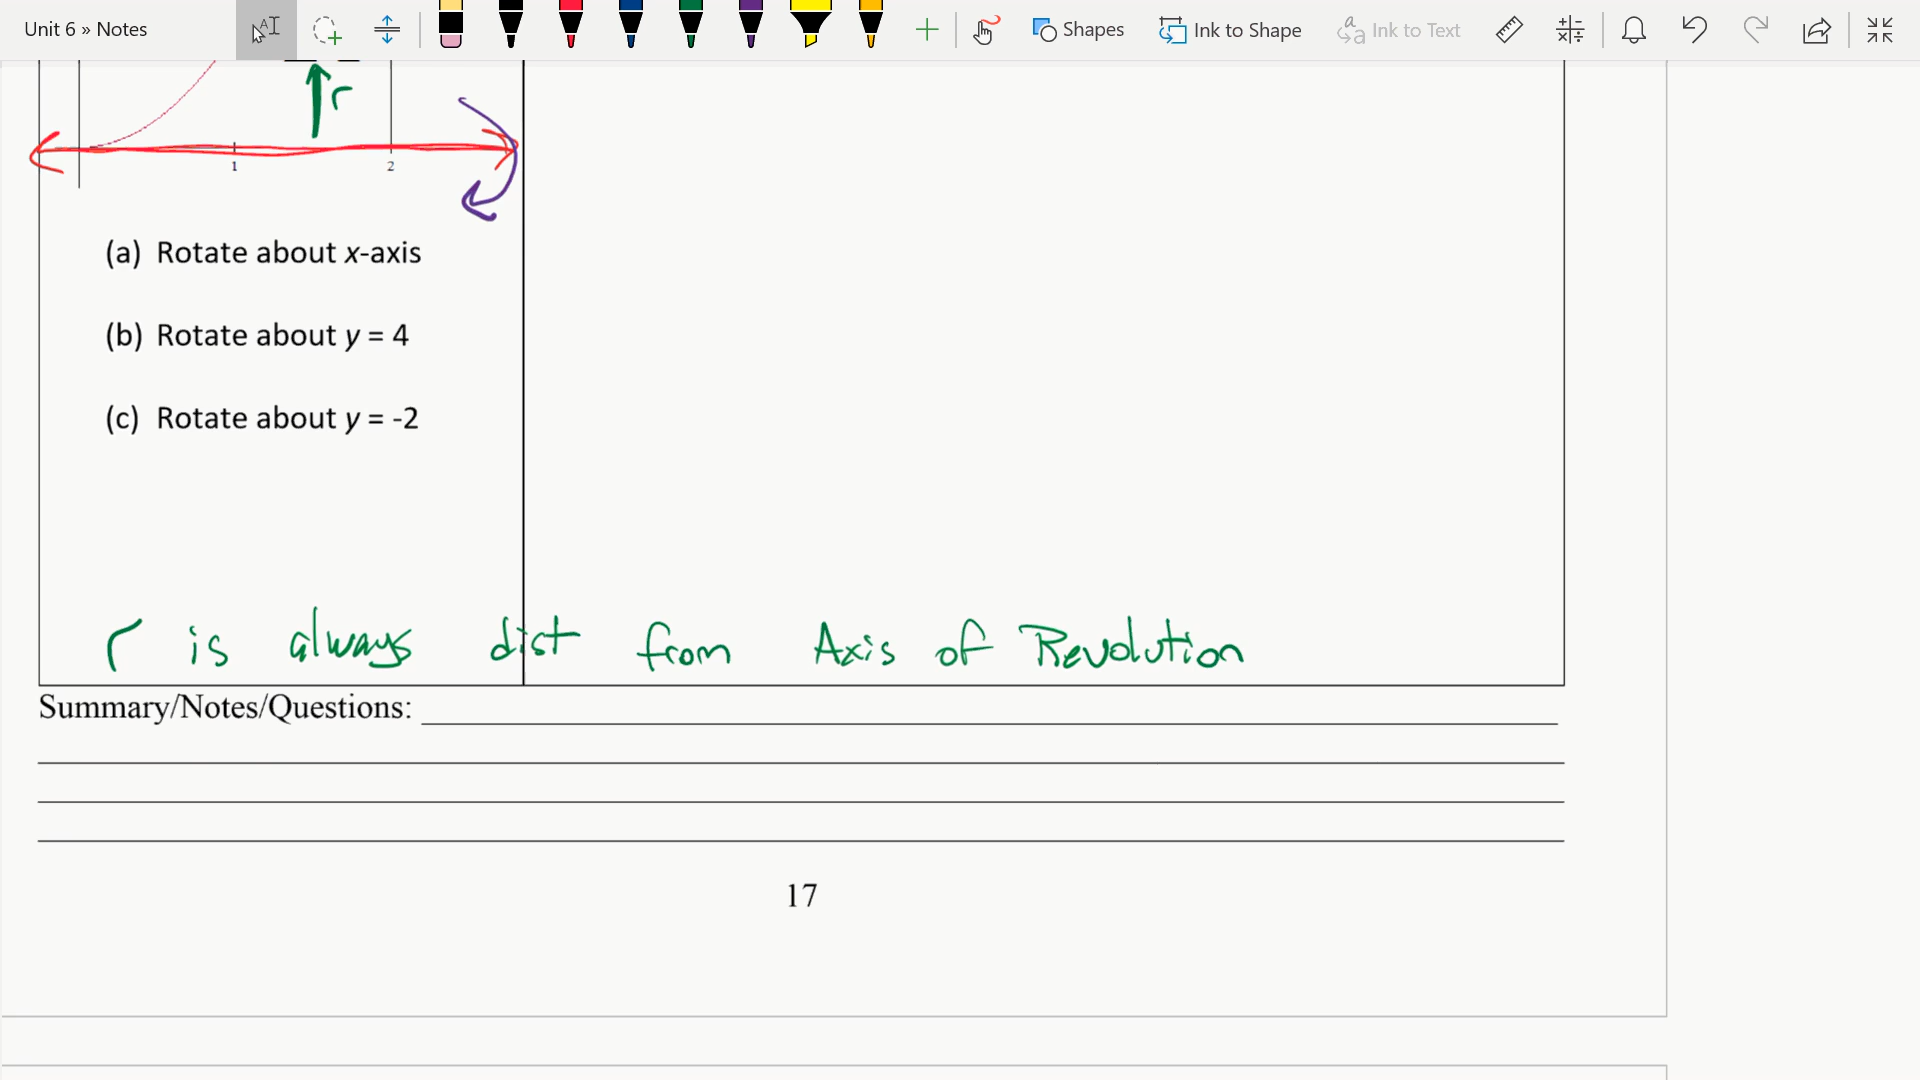 Unit 6 » Notes
Shapes
Ink to Shape
Ink to Text
r
1 2
(a) Rotate about x-axis
(b) Rotate about y = 4
(c) Rotate about y = -2
r is always dist from Axis of Revolution
Summary/Notes/Questions:
17